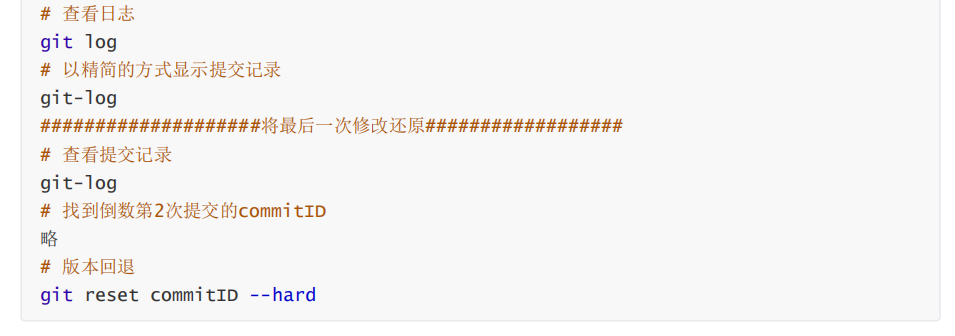 # 查看日志
git log
# 以精简的方式显示提交记录
git-log
####################将最后一次修改还原##################
# 查看提交记录
git-log
# 找到倒数第2次提交的commitID
略
# 版本回退
git reset commitID --hard